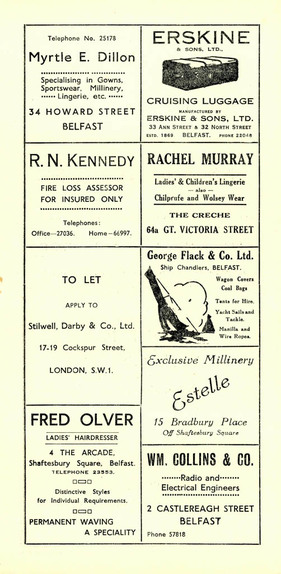 Telephone No. 25178
Myrtle E. Dillon
Specialising in Gowns,
Sportswear, Millinery,
Lingerie, etc.
34 HOWARD STREET
BELFAST
ERSKINE
& SONS, LTD.,
CRUISING LUGGAGE
MANUFACTURED BY
ERSKINE & SONS, LTD.
33 ANN STREET & 32 NORTH STREET
ESTD. 1869 BELFAST. PHONE 22048
R. N. KENNEDY
FIRE LOSS ASSESSOR
FOR INSURED ONLY
Telephones:
Office—27036. Home—66997.
RACHEL MURRAY
Ladies' & Children's Lingerie
— also —
Chilprufe and Wolsey Wear
THE CRECHE
64a GT. VICTORIA STREET
TO LET
APPLY TO
Stilwell, Darby & Co., Ltd.
17-19 Cockspur Street,
LONDON, S.W.1.
George Flack & Co. Ltd.
Ship Chandlers, BELFAST.
Wagon Covers
Coal Bags
Tents for Hire.
Yacht Sails and
Tackle.
Manilla and
Wire Ropes.
Exclusive Millinery
Estelle
15 Bradbury Place
Off Shaftesbury Square
FRED OLVER
LADIES' HAIRDRESSER
4 THE ARCADE,
Shaftesbury Square, Belfast.
TELEPHONE 23553.
Distinctive Styles
for Individual Requirements.
PERMANENT WAVING
A SPECIALITY
WM. COLLINS & CO.
Radio and
Electrical Engineers
2 CASTLEREAGH STREET
BELFAST
Phone 57818